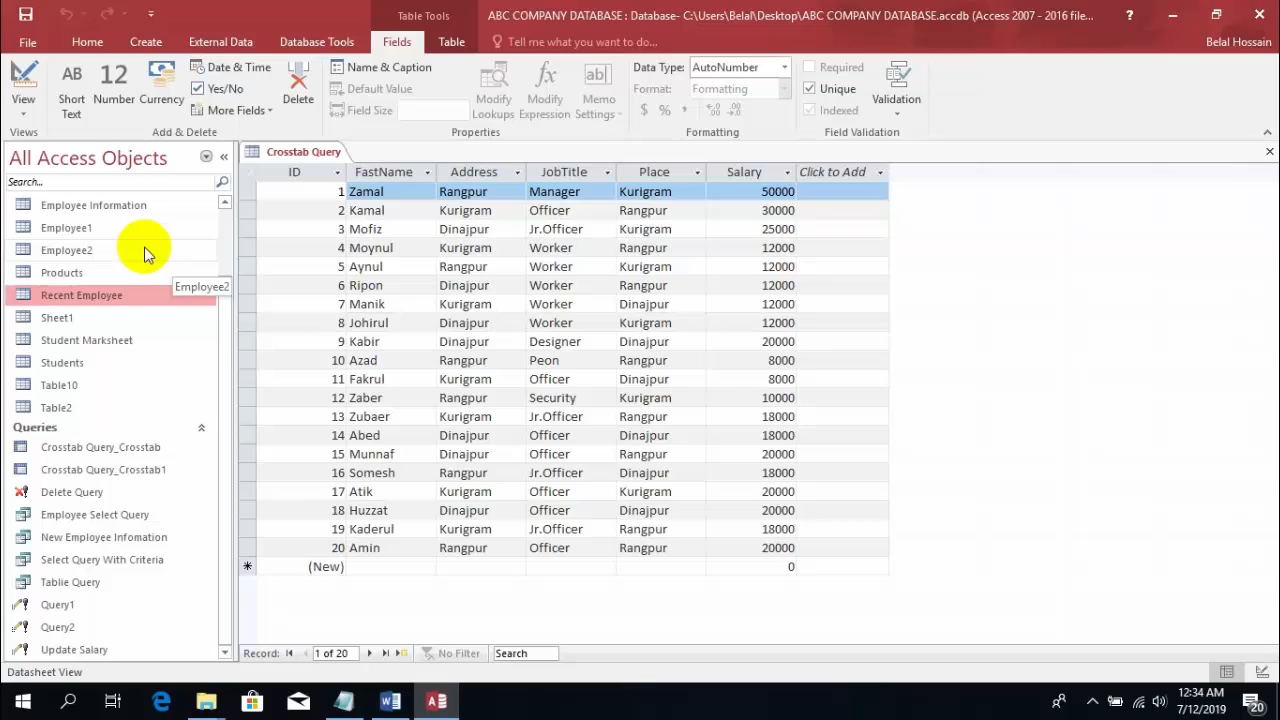 Table Tools
ABC COMPANY DATABASE : Database- C:\Users\Belal\Desktop\ABC COMPANY DATABASE.accdb (Access 2007 - 2016 file...
File Home Create External Data Database Tools Fields Table Tell me what you want to do... Belal Hossain
View
Views
AB Short Text
12 Number
Currency
Date & Time
Yes/No
More Fields
Delete
Add & Delete
Name & Caption
Default Value
Field Size
Modify Lookups
fx Modify Expression
ab Memo Settings
Properties
Data Type: AutoNumber
Format: Formatting
$ % , .00 .00
Formatting
Required
Unique
Indexed
Validation
Field Validation
All Access Objects
Search...
Employee Information
Employee1
Employee2
Products
Employee2
Recent Employee
Sheet1
Student Marksheet
Students
Table10
Table2
Queries
Crosstab Query_Crosstab
Crosstab Query_Crosstab1
Delete Query
Employee Select Query
New Employee Infomation
Select Query With Criteria
Tablie Query
Query1
Query2
Update Salary
Crosstab Query
ID FastName Address JobTitle Place Salary Click to Add
1 Zamal Rangpur Manager Kurigram 50000
2 Kamal Kurigram Officer Rangpur 30000
3 Mofiz Dinajpur Jr.Officer Kurigram 25000
4 Moynul Kurigram Worker Rangpur 12000
5 Aynul Rangpur Worker Kurigram 12000
6 Ripon Dinajpur Worker Rangpur 12000
7 Manik Kurigram Worker Dinajpur 12000
8 Johirul Dinajpur Worker Kurigram 12000
9 Kabir Dinajpur Designer Dinajpur 20000
10 Azad Rangpur Peon Rangpur 8000
11 Fakrul Kurigram Officer Dinajpur 8000
12 Zaber Rangpur Security Kurigram 10000
13 Zubaer Kurigram Jr.Officer Rangpur 18000
14 Abed Dinajpur Officer Dinajpur 18000
15 Munnaf Dinajpur Officer Rangpur 20000
16 Somesh Rangpur Jr.Officer Dinajpur 18000
17 Atik Kurigram Officer Kurigram 20000
18 Huzzat Dinajpur Officer Dinajpur 20000
19 Kaderul Kurigram Jr.Officer Rangpur 18000
20 Amin Rangpur Officer Rangpur 20000
(New) 0
Record: 1 of 20 No Filter Search
Datasheet View
12:34 AM
7/12/2019
20